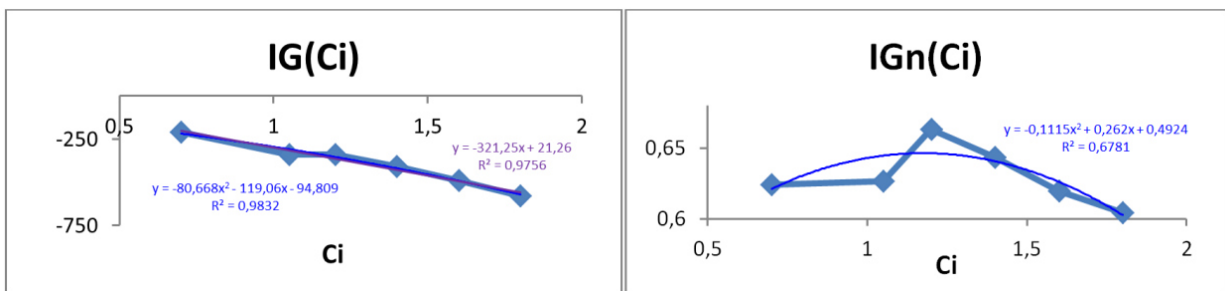 IG(Ci)
0,5
1
1,5
2
-250
-750
y = -321,25x + 21,26
R² = 0,9756
y = -80,668x² - 119,06x - 94,809
R² = 0,9832
Ci
IGn(Ci)
y = -0,1115x² + 0,262x + 0,4924
R² = 0,6781
0,65
0,6
0,5
1
1,5
2
Ci